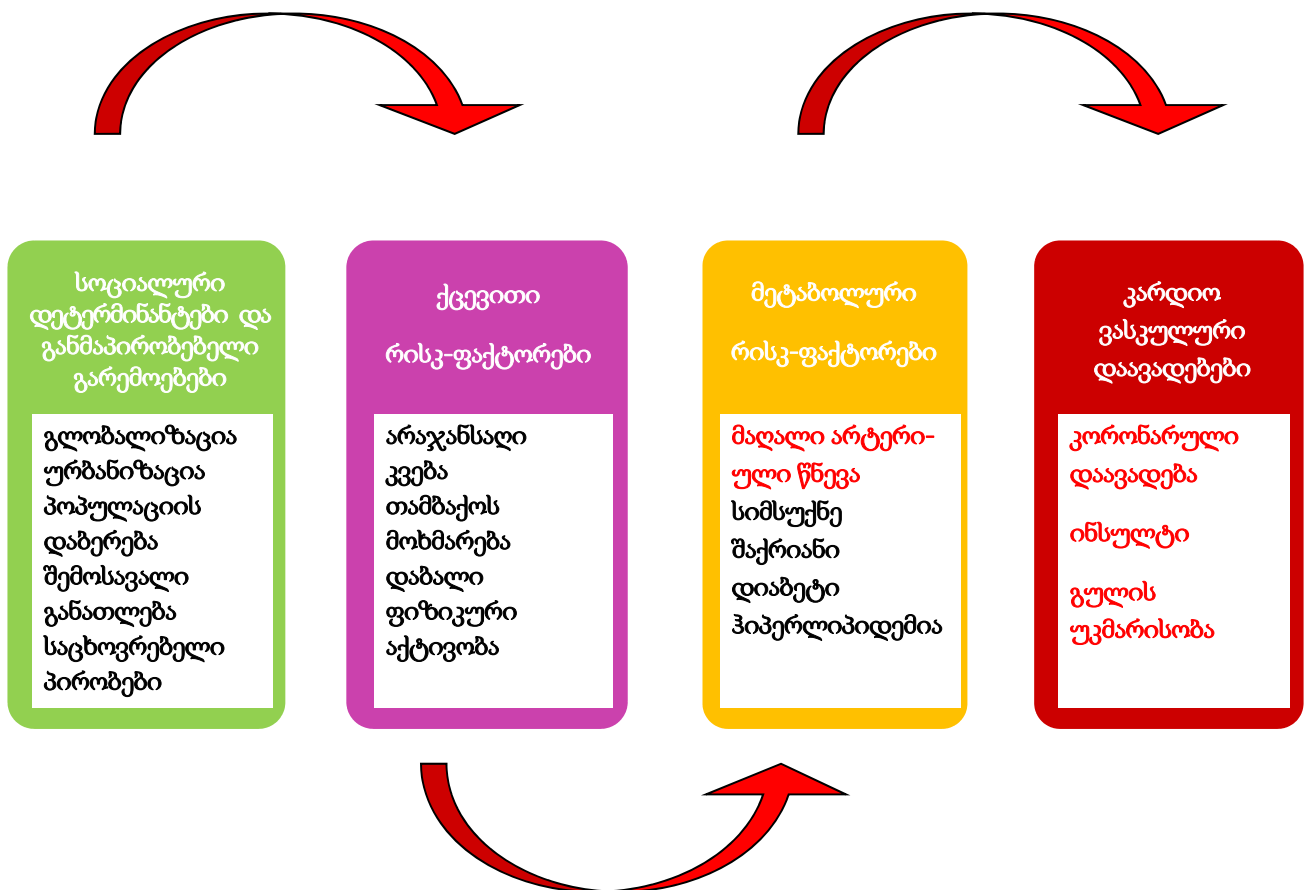 სოციალური
დეტერმინანტები და
განმაპირობებელი
გარემოებები
გლობალიზაცია
ურბანიზაცია
პოპულაციის
დაბერება
შემოსავალი
განათლება
საცხოვრებელი
პირობები
ქცევითი
რისკ-ფაქტორები
არაჯანსაღი
კვება
თამბაქოს
მოხმარება
დაბალი
ფიზიკური
აქტივობა
მეტაბოლური
რისკ-ფაქტორები
მაღალი არტერი-
ული წნევა
სიმსუქნე
შაქრიანი
დიაბეტი
ჰიპერლიპიდემია
კარდიო
ვასკულური
დაავადებები
კორონარული
დაავადება
ინსულტი
გულის
უკმარისობა